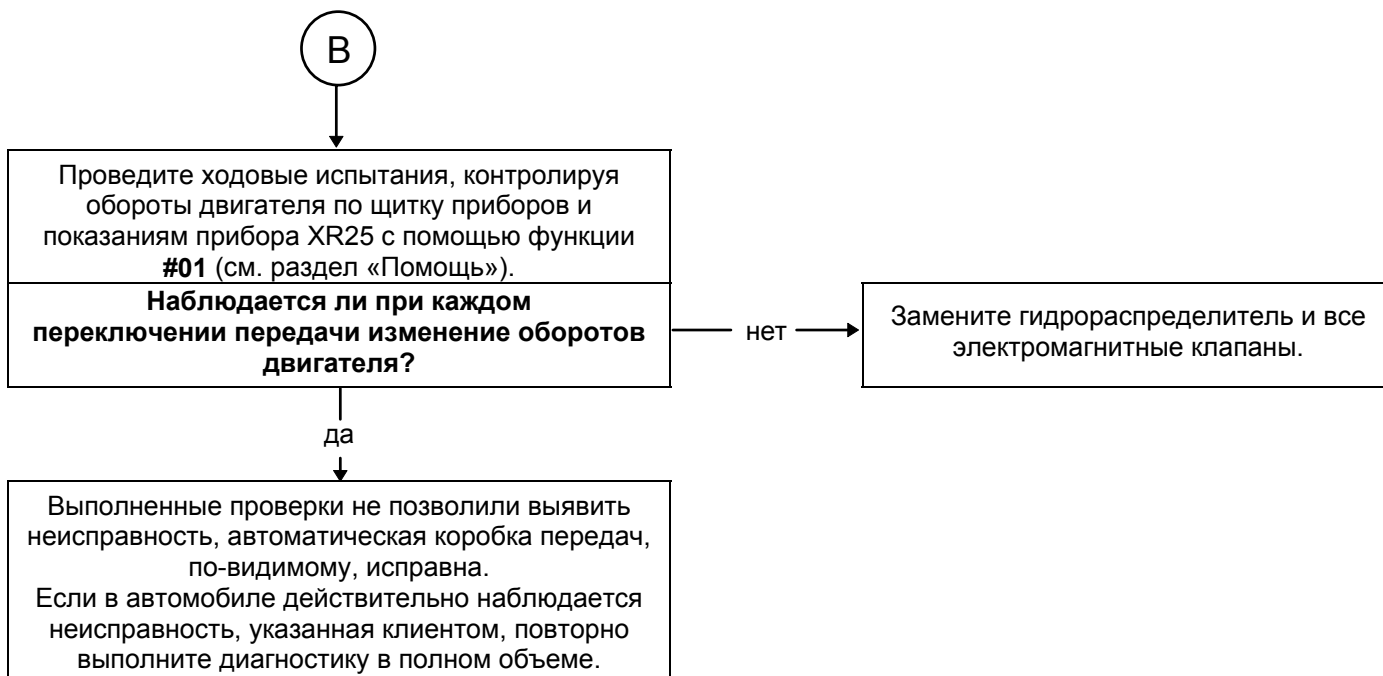 B
Проведите ходовые испытания, контролируя
обороты двигателя по щитку приборов и
показаниям прибора XR25 с помощью функции
#01 (см. раздел «Помощь»).
Наблюдается ли при каждом
переключении передачи изменение оборотов
двигателя?
нет
Замените гидрораспределитель и все
электромагнитные клапаны.
да
Выполненные проверки не позволили выявить
неисправность, автоматическая коробка передач,
по-видимому, исправна.
Если в автомобиле действительно наблюдается
неисправность, указанная клиентом, повторно
выполните диагностику в полном объеме.